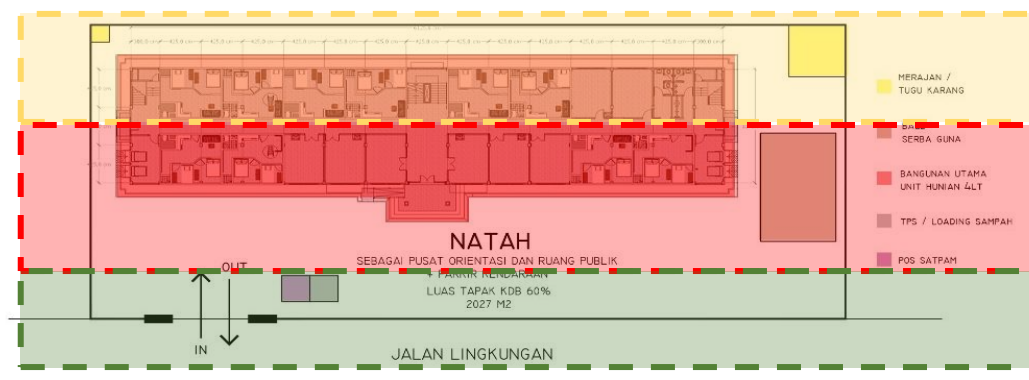 MERAJAN /
TUGU KARANG
BALE
SERBA GUNA
BANGUNAN UTAMA
UNIT HUNIAN 4LT
TPS / LOADING SAMPAH
POS SATPAM
NATAH
SEBAGAI PUSAT ORIENTASI DAN RUANG PUBLIK
+ PARKIR KENDARAAN
LUAS TAPAK KDB 60%
2027 M2
OUT
IN
JALAN LINGKUNGAN